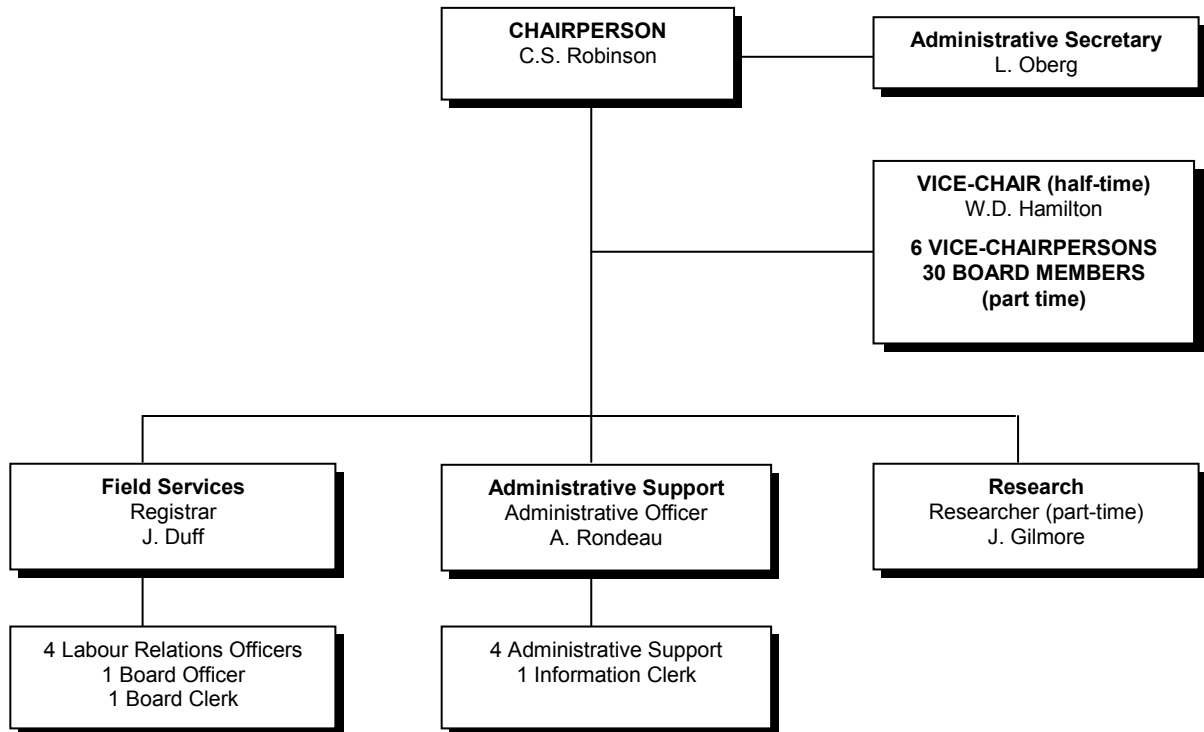 CHAIRPERSON
C.S. Robinson
Administrative Secretary
L. Oberg
VICE-CHAIR (half-time)
W.D. Hamilton
6 VICE-CHAIRPERSONS
30 BOARD MEMBERS
(part time)
Field Services
Registrar
J. Duff
Administrative Support
Administrative Officer
A. Rondeau
Research
Researcher (part-time)
J. Gilmore
4 Labour Relations Officers
1 Board Officer
1 Board Clerk
4 Administrative Support
1 Information Clerk